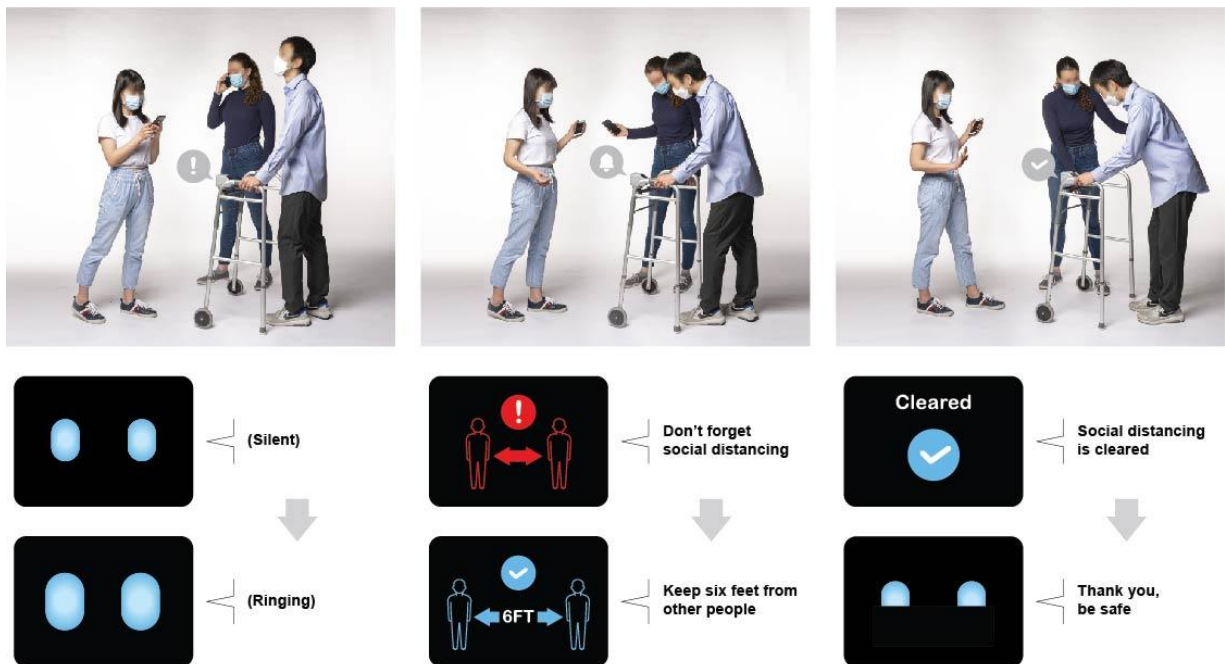 (Silent)
(Ringing)
!
Don't forget
social distancing
6FT
Keep six feet from
other people
Cleared
Social distancing
is cleared
Thank you,
be safe